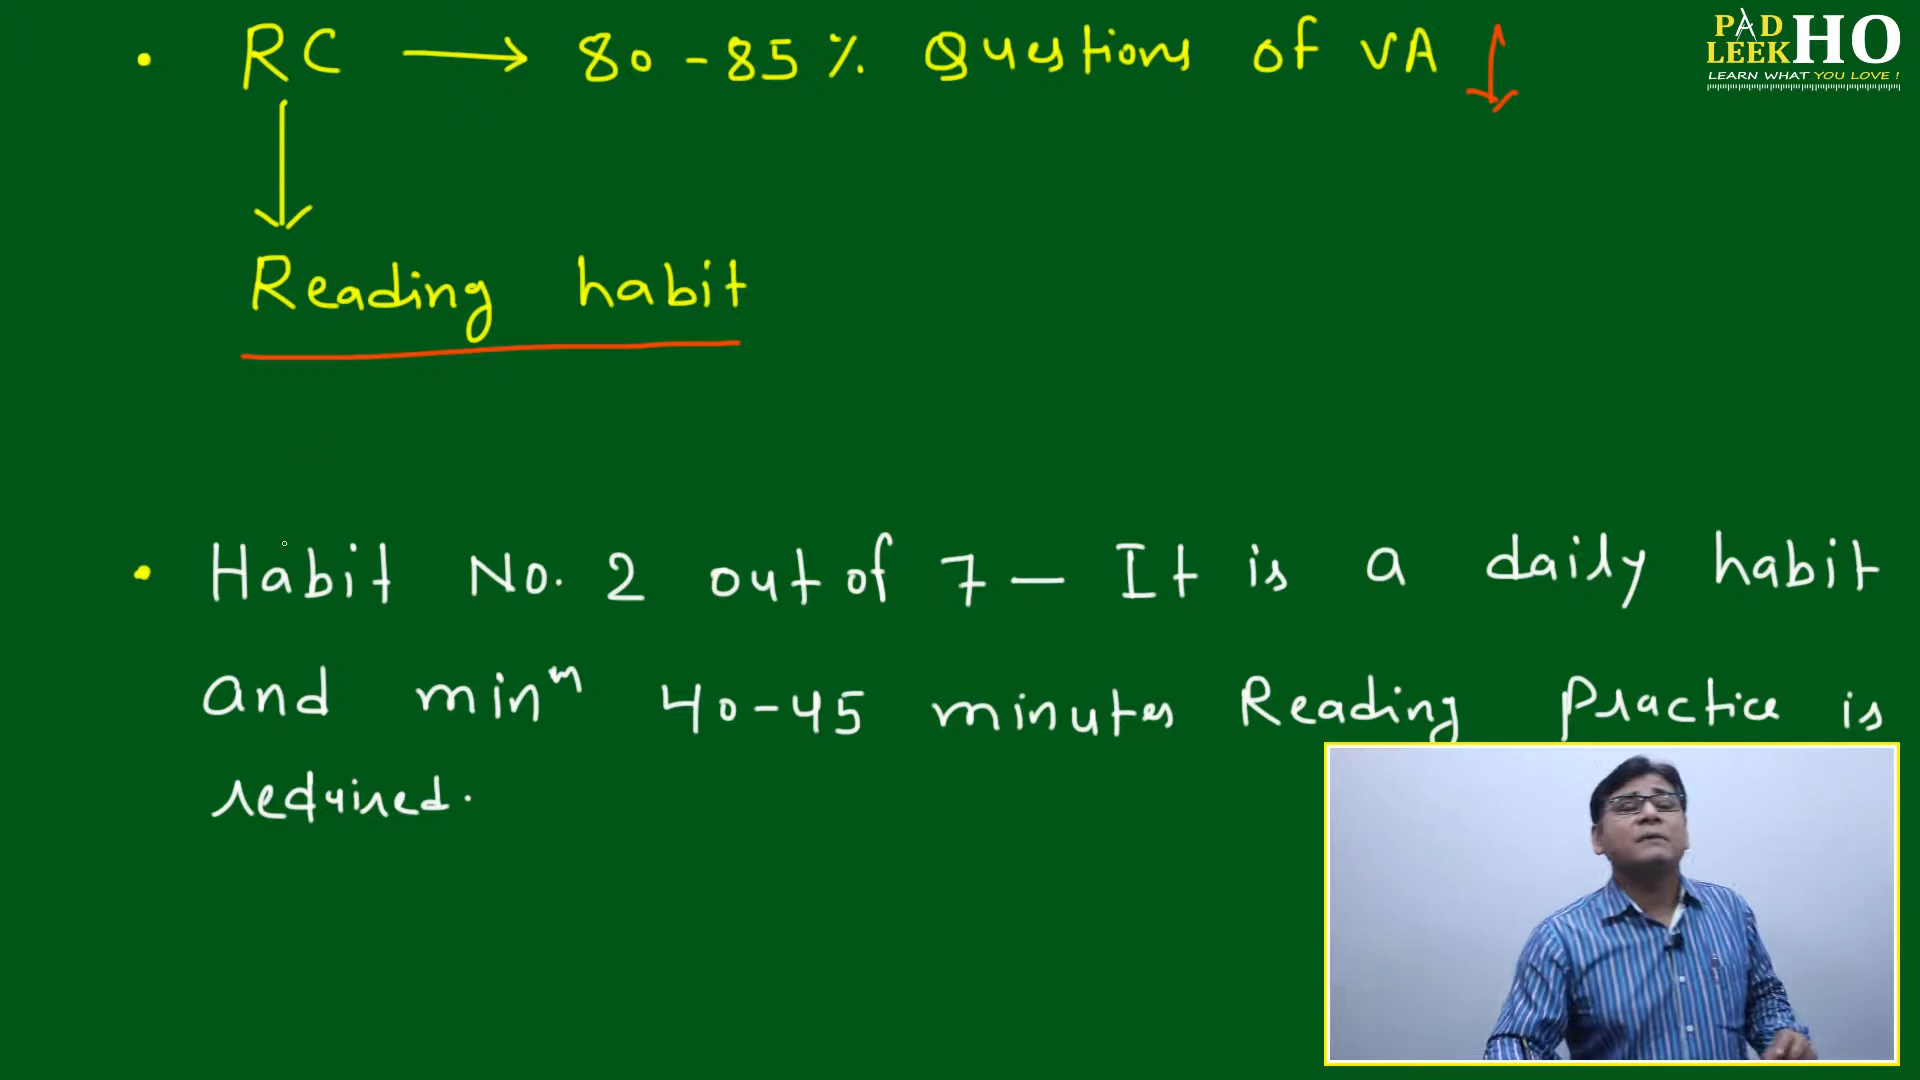 • RC → 80-85% Questions of VA ↓
↓
Reading habit
• Habit No. 2 out of 7 — It is a daily habit
and minᵐ 40-45 minutes Reading Practice is
required.
PAD
LEEK HO
LEARN WHAT YOU LOVE !